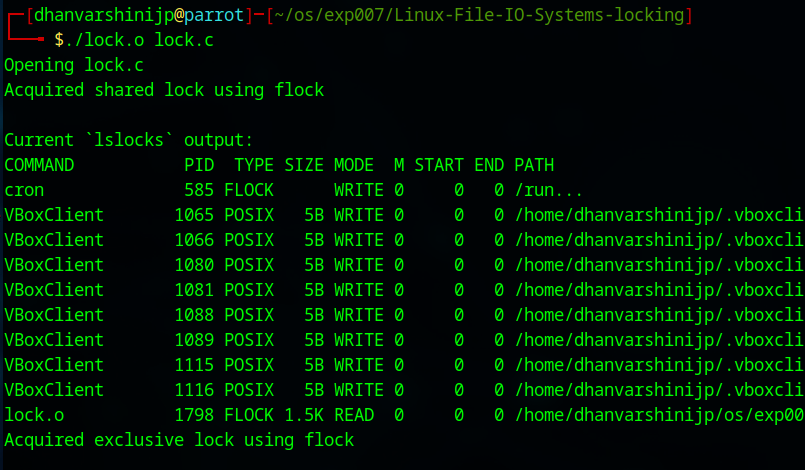 ┌─[dhanvarshinijp@parrot]─[~/os/exp007/Linux-File-IO-Systems-locking]
└──╼ $./lock.o lock.c
Opening lock.c
Acquired shared lock using flock
Current `lslocks` output:
COMMAND           PID  TYPE SIZE MODE  M START END PATH
cron              585 FLOCK      WRITE 0     0   0 /run...
VBoxClient       1065 POSIX   5B WRITE 0     0   0 /home/dhanvarshinijp/.vboxcli
VBoxClient       1066 POSIX   5B WRITE 0     0   0 /home/dhanvarshinijp/.vboxcli
VBoxClient       1080 POSIX   5B WRITE 0     0   0 /home/dhanvarshinijp/.vboxcli
VBoxClient       1081 POSIX   5B WRITE 0     0   0 /home/dhanvarshinijp/.vboxcli
VBoxClient       1088 POSIX   5B WRITE 0     0   0 /home/dhanvarshinijp/.vboxcli
VBoxClient       1089 POSIX   5B WRITE 0     0   0 /home/dhanvarshinijp/.vboxcli
VBoxClient       1115 POSIX   5B WRITE 0     0   0 /home/dhanvarshinijp/.vboxcli
VBoxClient       1116 POSIX   5B WRITE 0     0   0 /home/dhanvarshinijp/.vboxcli
lock.o           1798 FLOCK 1.5K READ  0     0   0 /home/dhanvarshinijp/os/exp00
Acquired exclusive lock using flock